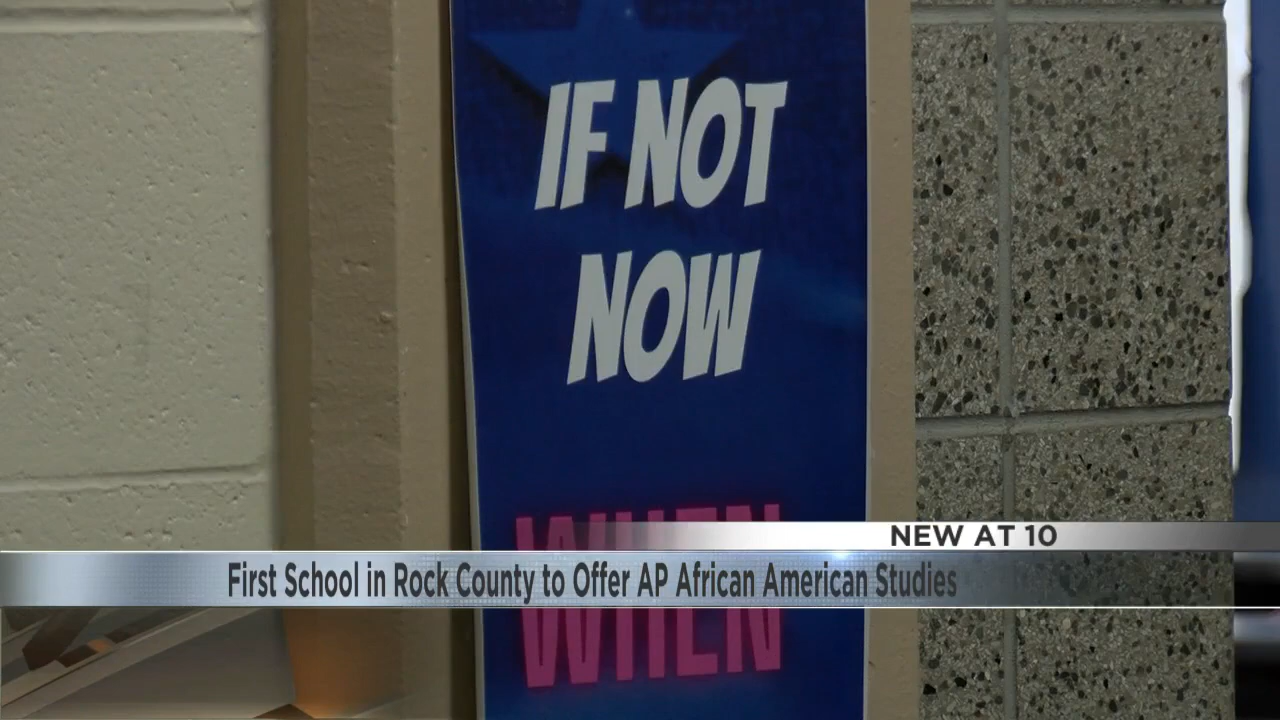 IF NOT
NOW
WHEN
NEW AT 10
First School in Rock County to Offer AP African American Studies